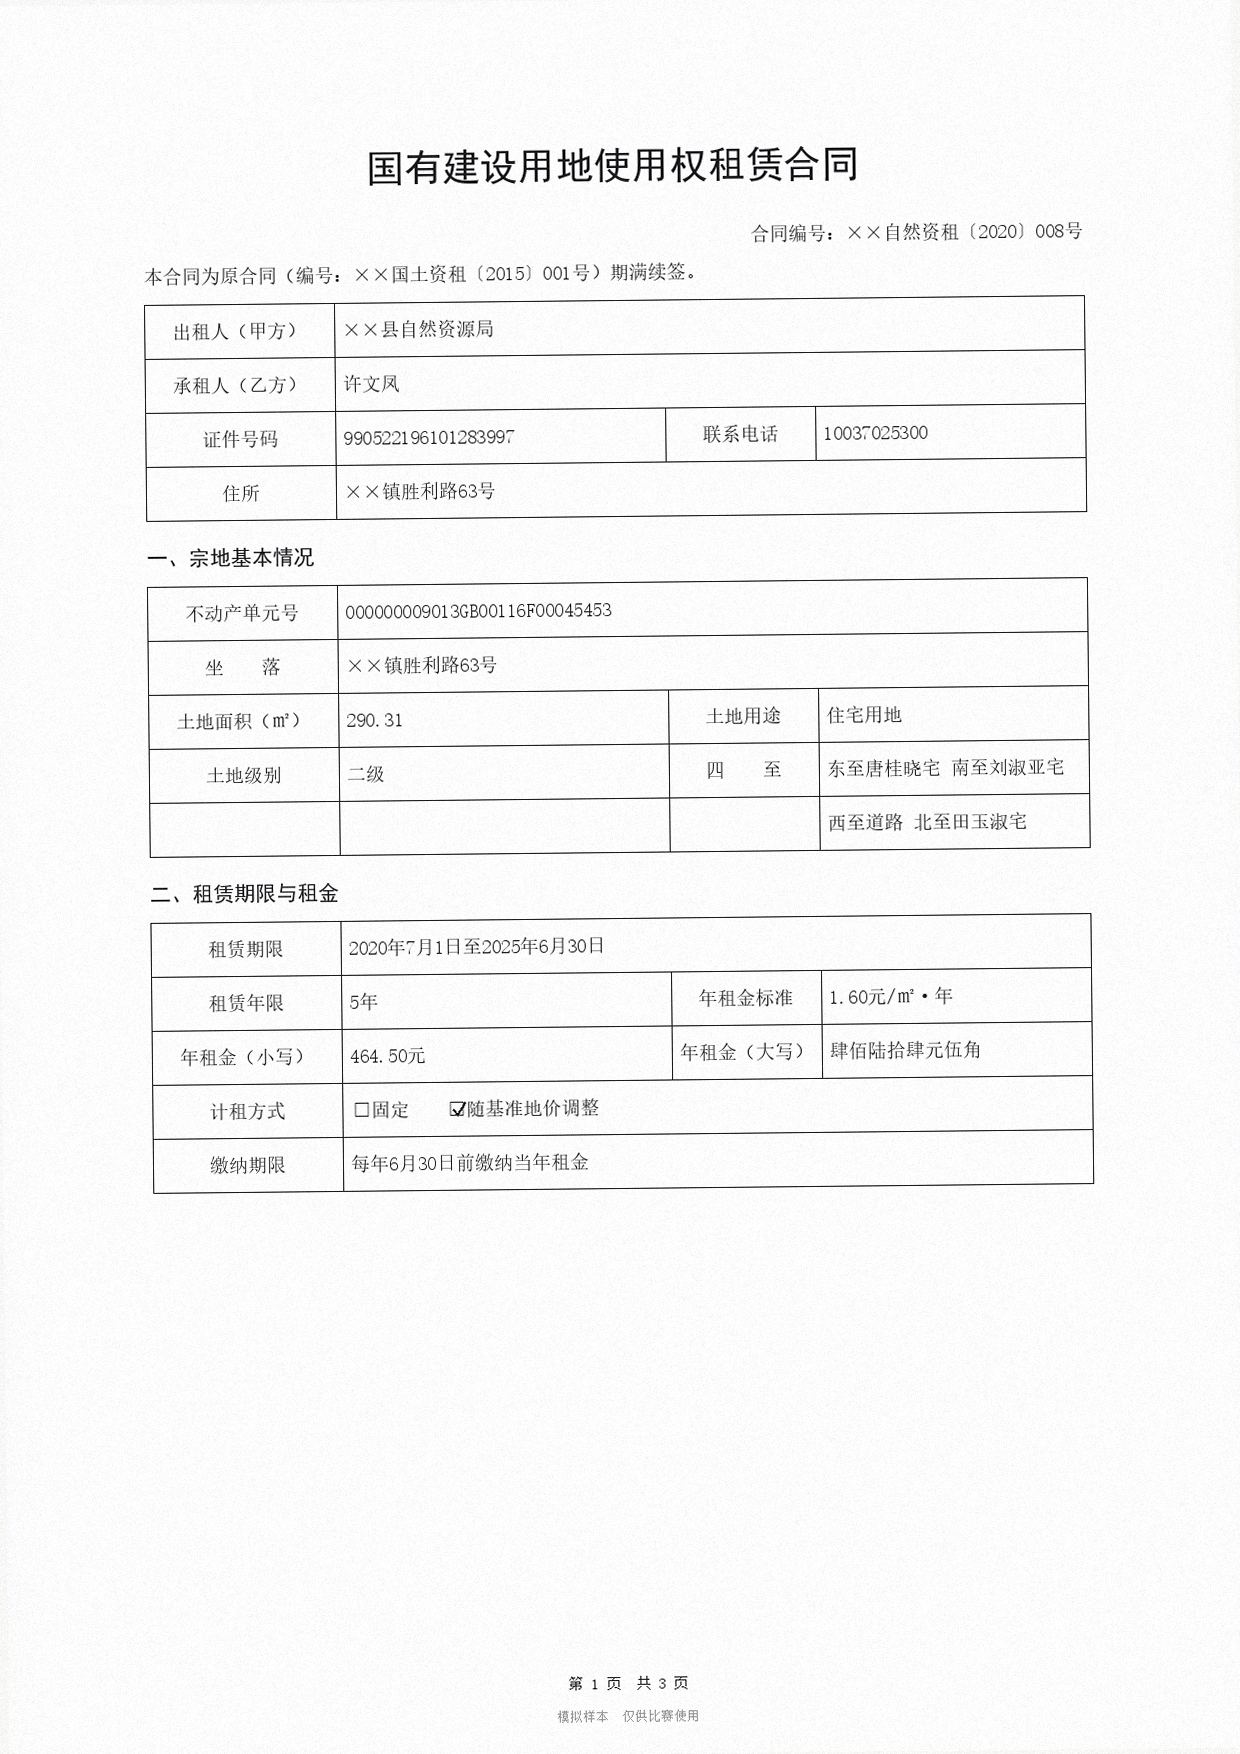 国有建设用地使用权租赁合同
合同编号：××自然资租〔2020〕008号
本合同为原合同（编号：××国土资租〔2015〕001号）期满续签。
出租人（甲方） ××县自然资源局
承租人（乙方） 许文凤
证件号码 990522196101283997 联系电话 10037025300
住所 ××镇胜利路63号
一、宗地基本情况
不动产单元号 000000009013GB00116F00045453
坐　　落 ××镇胜利路63号
土地面积（㎡） 290.31 土地用途 住宅用地
土地级别 二级 四　　至 东至唐桂晓宅 南至刘淑亚宅
西至道路 北至田玉淑宅
二、租赁期限与租金
租赁期限 2020年7月1日至2025年6月30日
租赁年限 5年 年租金标准 1.60元/㎡·年
年租金（小写） 464.50元 年租金（大写） 肆佰陆拾肆元伍角
计租方式 □固定 ☑随基准地价调整
缴纳期限 每年6月30日前缴纳当年租金
第 1 页 共 3 页
模拟样本 仅供比赛使用